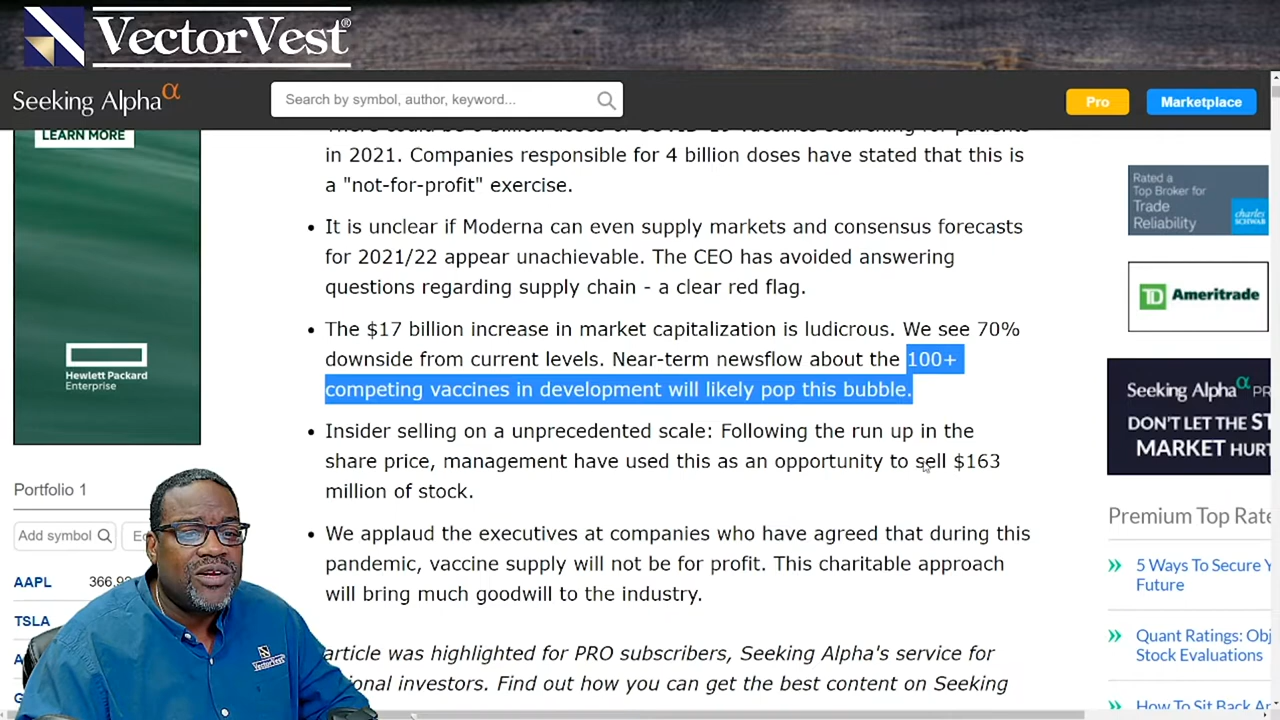 VectorVest®
Seeking Alpha α
Search by symbol, author, keyword...
Pro
Marketplace
LEARN MORE
Hewlett Packard
Enterprise
Portfolio 1
Add symbol
AAPL
366.9
TSLA
in 2021. Companies responsible for 4 billion doses have stated that this is
a "not-for-profit" exercise.
• It is unclear if Moderna can even supply markets and consensus forecasts
for 2021/22 appear unachievable. The CEO has avoided answering
questions regarding supply chain - a clear red flag.
• The $17 billion increase in market capitalization is ludicrous. We see 70%
downside from current levels. Near-term newsflow about the 100+
competing vaccines in development will likely pop this bubble.
• Insider selling on a unprecedented scale: Following the run up in the
share price, management have used this as an opportunity to sell $163
million of stock.
• We applaud the executives at companies who have agreed that during this
pandemic, vaccine supply will not be for profit. This charitable approach
will bring much goodwill to the industry.
article was highlighted for PRO subscribers, Seeking Alpha's service for
ional investors. Find out how you can get the best content on Seeking
Rated a
Top Broker for
Trade
Reliability
charles
SCHWAB
TD Ameritrade
Seeking Alpha α PR
DON'T LET THE ST
MARKET HURT
Premium Top Rate
5 Ways To Secure Y
Future
Quant Ratings: Obj
Stock Evaluations
How To Sit Back Ar
VectorVest